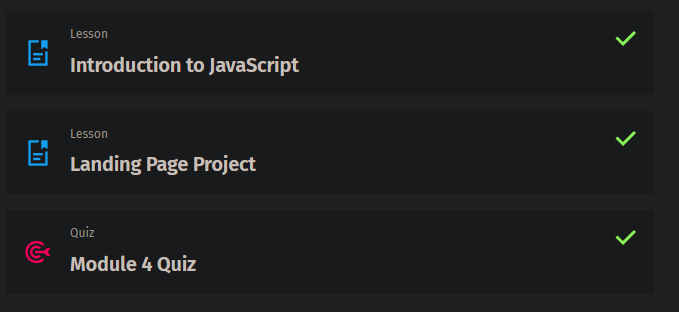 Lesson
Introduction to JavaScript
Lesson
Landing Page Project
Quiz
Module 4 Quiz